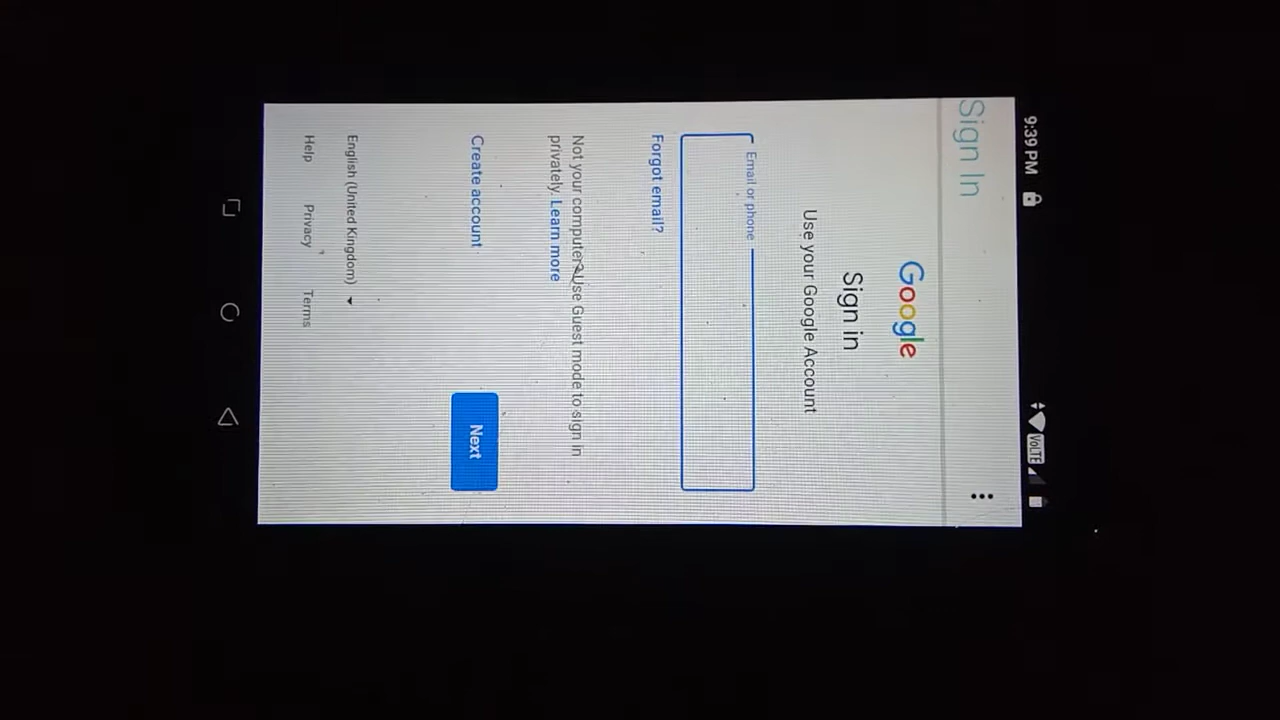 9:39 PM VoLTE
Sign In
Google
Sign in
Use your Google Account
Email or phone
Forgot email?
Not your computer? Use Guest mode to sign in
privately. Learn more
Create account
Next
English (United Kingdom)
Help Privacy Terms